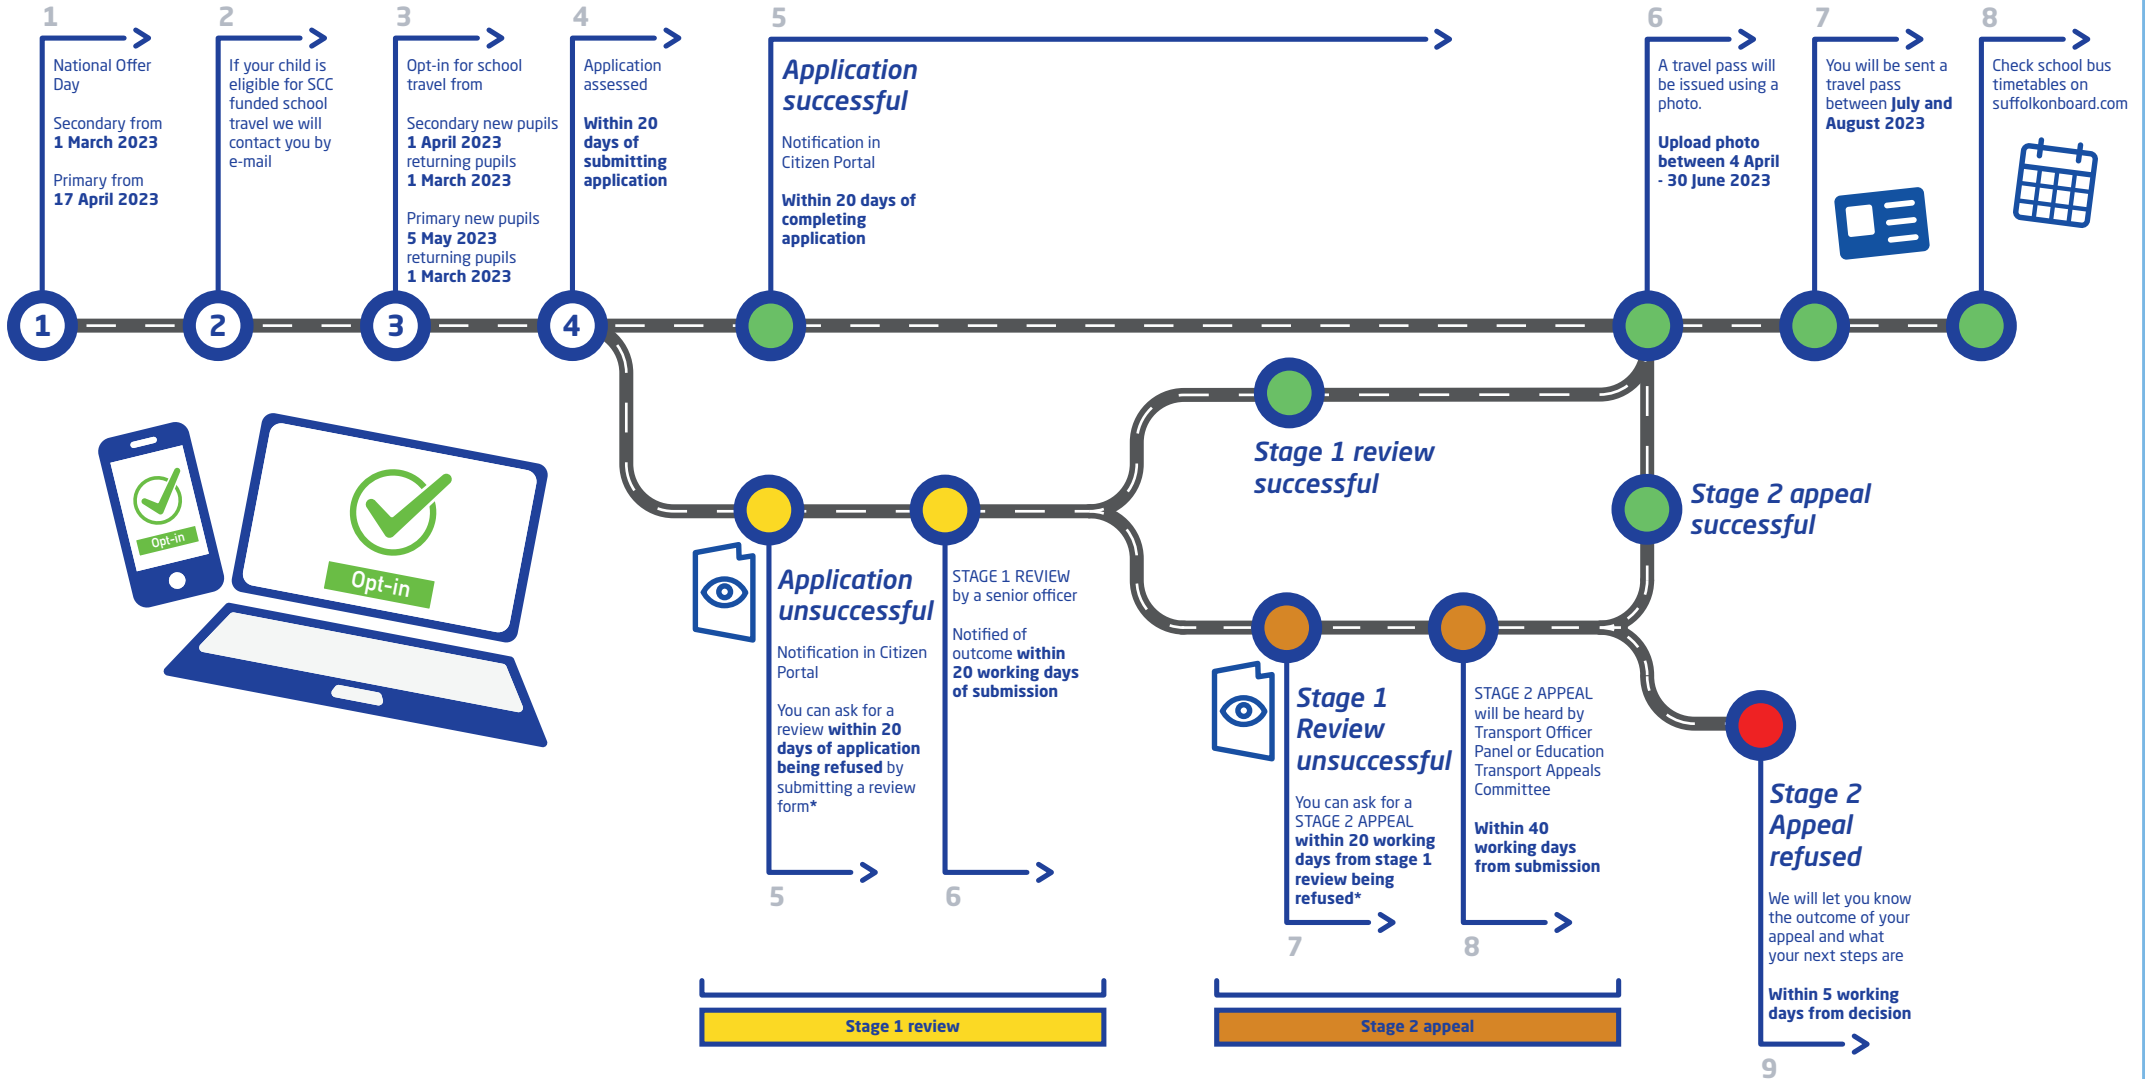 1
National Offer
Day
Secondary from
1 March 2023
Primary from
17 April 2023
2
If your child is
eligible for SCC
funded school
travel we will
contact you by
e-mail
3
Opt-in for school
travel from
Secondary new pupils
1 April 2023
returning pupils
1 March 2023
Primary new pupils
5 May 2023
returning pupils
1 March 2023
4
Application
assessed
Within 20
days of
submitting
application
5
Application
successful
Notification in
Citizen Portal
Within 20 days of
completing
application
6
A travel pass will
be issued using a
photo.
Upload photo
between 4 April
- 30 June 2023
7
You will be sent a
travel pass
between July and
August 2023
8
Check school bus
timetables on
suffolkonboard.com
1
2
3
4
Opt-in
Opt-in
Application
unsuccessful
Notification in Citizen
Portal
You can ask for a
review within 20
days of application
being refused by
submitting a review
form*
5
STAGE 1 REVIEW
by a senior officer
Notified of
outcome within
20 working days
of submission
6
Stage 1 review
successful
Stage 2 appeal
successful
Stage 1
Review
unsuccessful
You can ask for a
STAGE 2 APPEAL
within 20 working
days from stage 1
review being
refused*
7
STAGE 2 APPEAL
will be heard by
Transport Officer
Panel or Education
Transport Appeals
Committee
Within 40
working days
from submission
8
Stage 2
Appeal
refused
We will let you know
the outcome of your
appeal and what
your next steps are
Within 5 working
days from decision
9
Stage 1 review
Stage 2 appeal